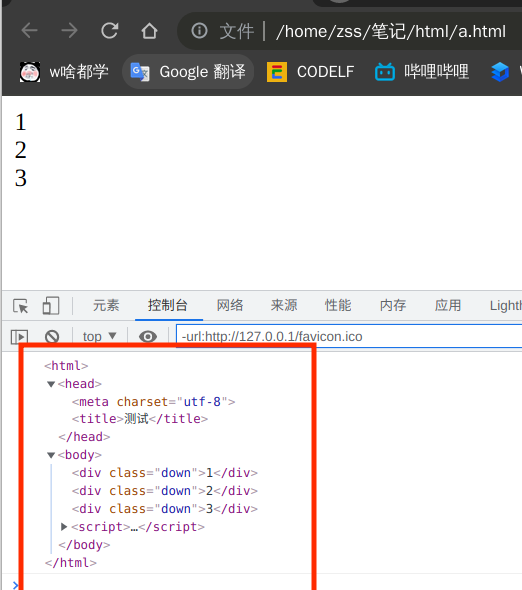 文件 | /home/zss/笔记/html/a.html
w啥都学 Google 翻译 CODELF 哔哩哔哩
1
2
3
元素 控制台 网络 来源 性能 内存 应用 Lighth
top -url:http://127.0.0.1/favicon.ico
<html>
<head>
<meta charset="utf-8">
<title>测试</title>
</head>
<body>
<div class="down">1</div>
<div class="down">2</div>
<div class="down">3</div>
<script>…</script>
</body>
</html>